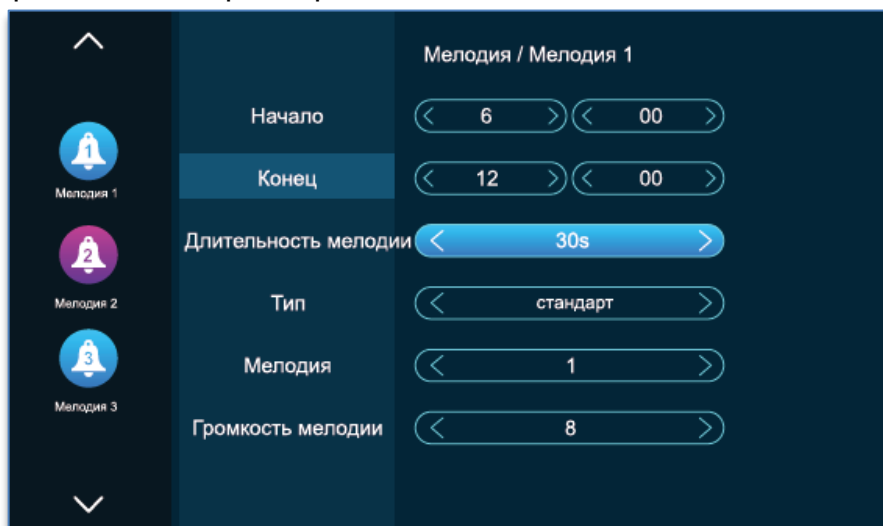 Мелодия / Мелодия 1
Начало 6 00
1
Мелодия 1
Конец 12 00
Длительность мелодии 30s
2
Мелодия 2
Тип стандарт
3
Мелодия 3
Мелодия 1
Громкость мелодии 8